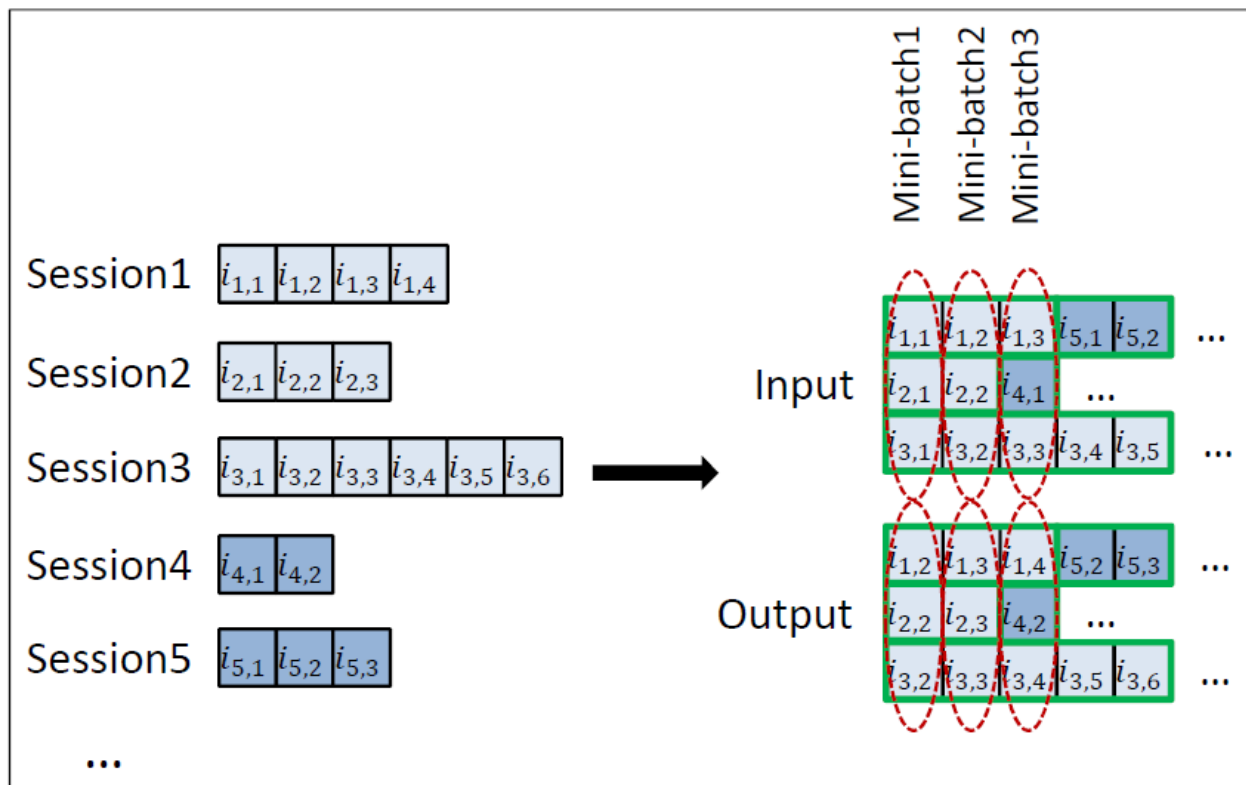 Mini-batch1
Mini-batch2
Mini-batch3
Session1 i1,1 i1,2 i1,3 i1,4
Session2 i2,1 i2,2 i2,3
Session3 i3,1 i3,2 i3,3 i3,4 i3,5 i3,6
Session4 i4,1 i4,2
Session5 i5,1 i5,2 i5,3
...
Input
i1,1 i1,2 i1,3 i5,1 i5,2 ...
i2,1 i2,2 i4,1 ...
i3,1 i3,2 i3,3 i3,4 i3,5 ...
Output
i1,2 i1,3 i1,4 i5,2 i5,3 ...
i2,2 i2,3 i4,2 ...
i3,2 i3,3 i3,4 i3,5 i3,6 ...